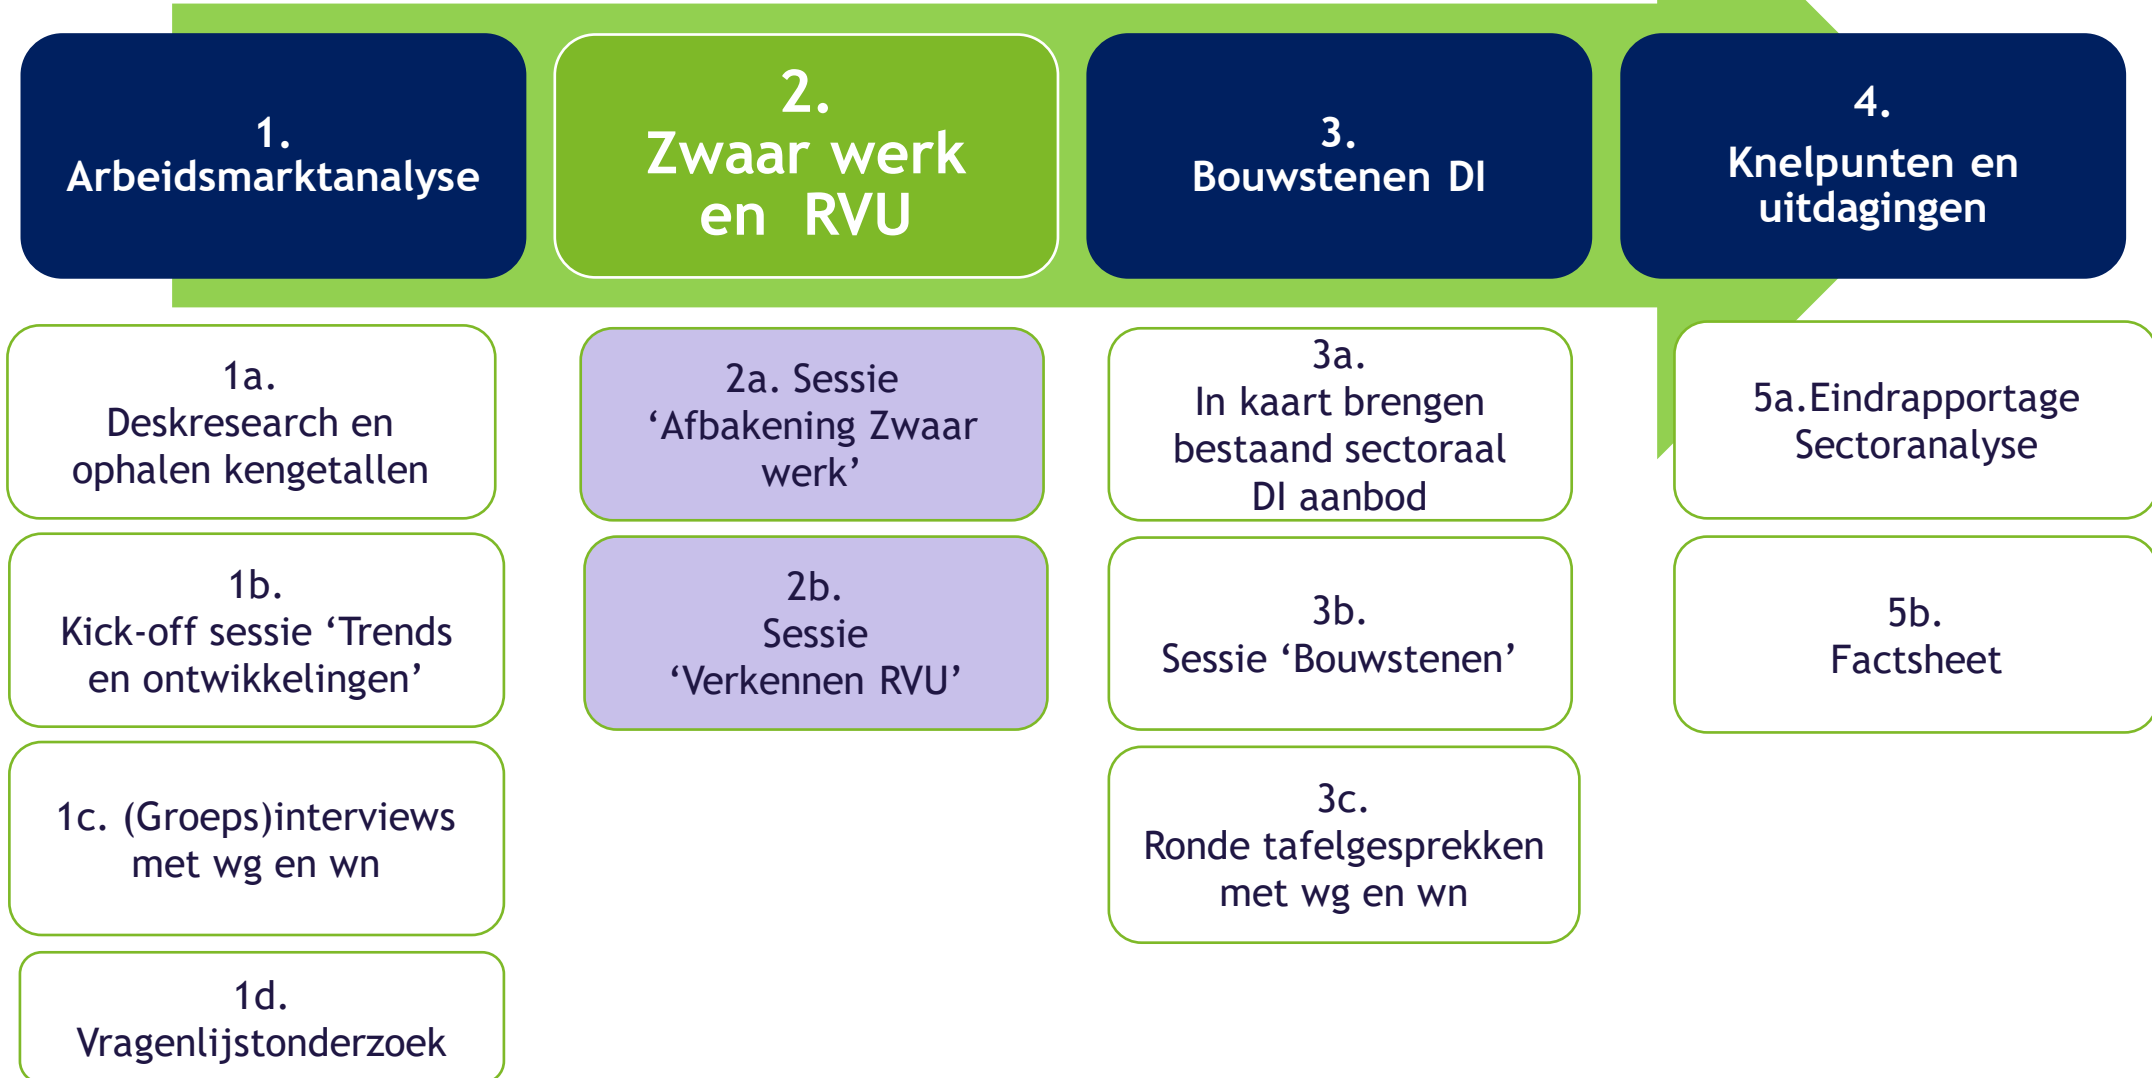 1.
Arbeidsmarktanalyse
2.
Zwaar werk
en RVU
3.
Bouwstenen DI
4.
Knelpunten en
uitdagingen
1a.
Deskresearch en
ophalen kengetallen
1b.
Kick-off sessie ‘Trends
en ontwikkelingen’
1c. (Groeps)interviews
met wg en wn
1d.
Vragenlijstonderzoek
2a. Sessie
‘Afbakening Zwaar
werk’
2b.
Sessie
‘Verkennen RVU’
3a.
In kaart brengen
bestaand sectoraal
DI aanbod
3b.
Sessie ‘Bouwstenen’
3c.
Ronde tafelgesprekken
met wg en wn
5a.Eindrapportage
Sectoranalyse
5b.
Factsheet